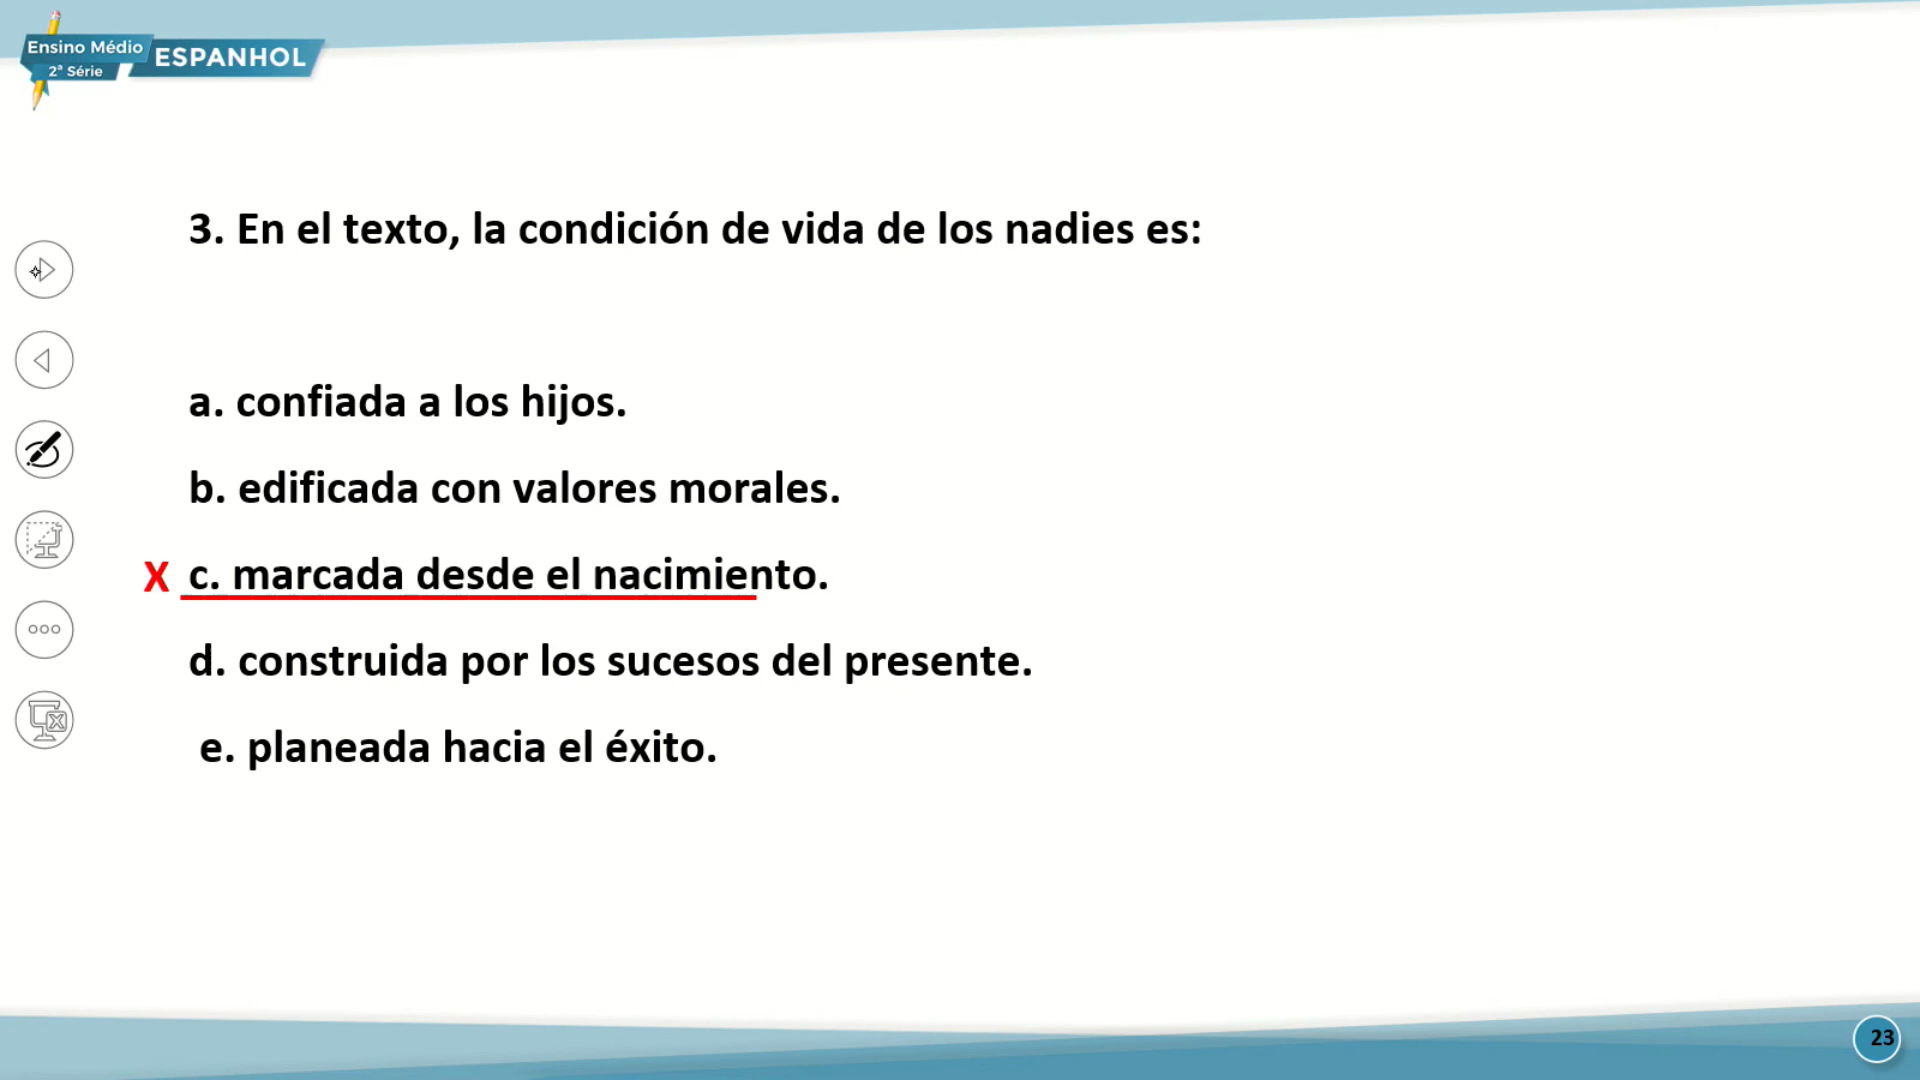 Ensino Médio
2ª Série
ESPANHOL
3. En el texto, la condición de vida de los nadies es:
a. confiada a los hijos.
b. edificada con valores morales.
X c. marcada desde el nacimiento.
d. construida por los sucesos del presente.
e. planeada hacia el éxito.
23